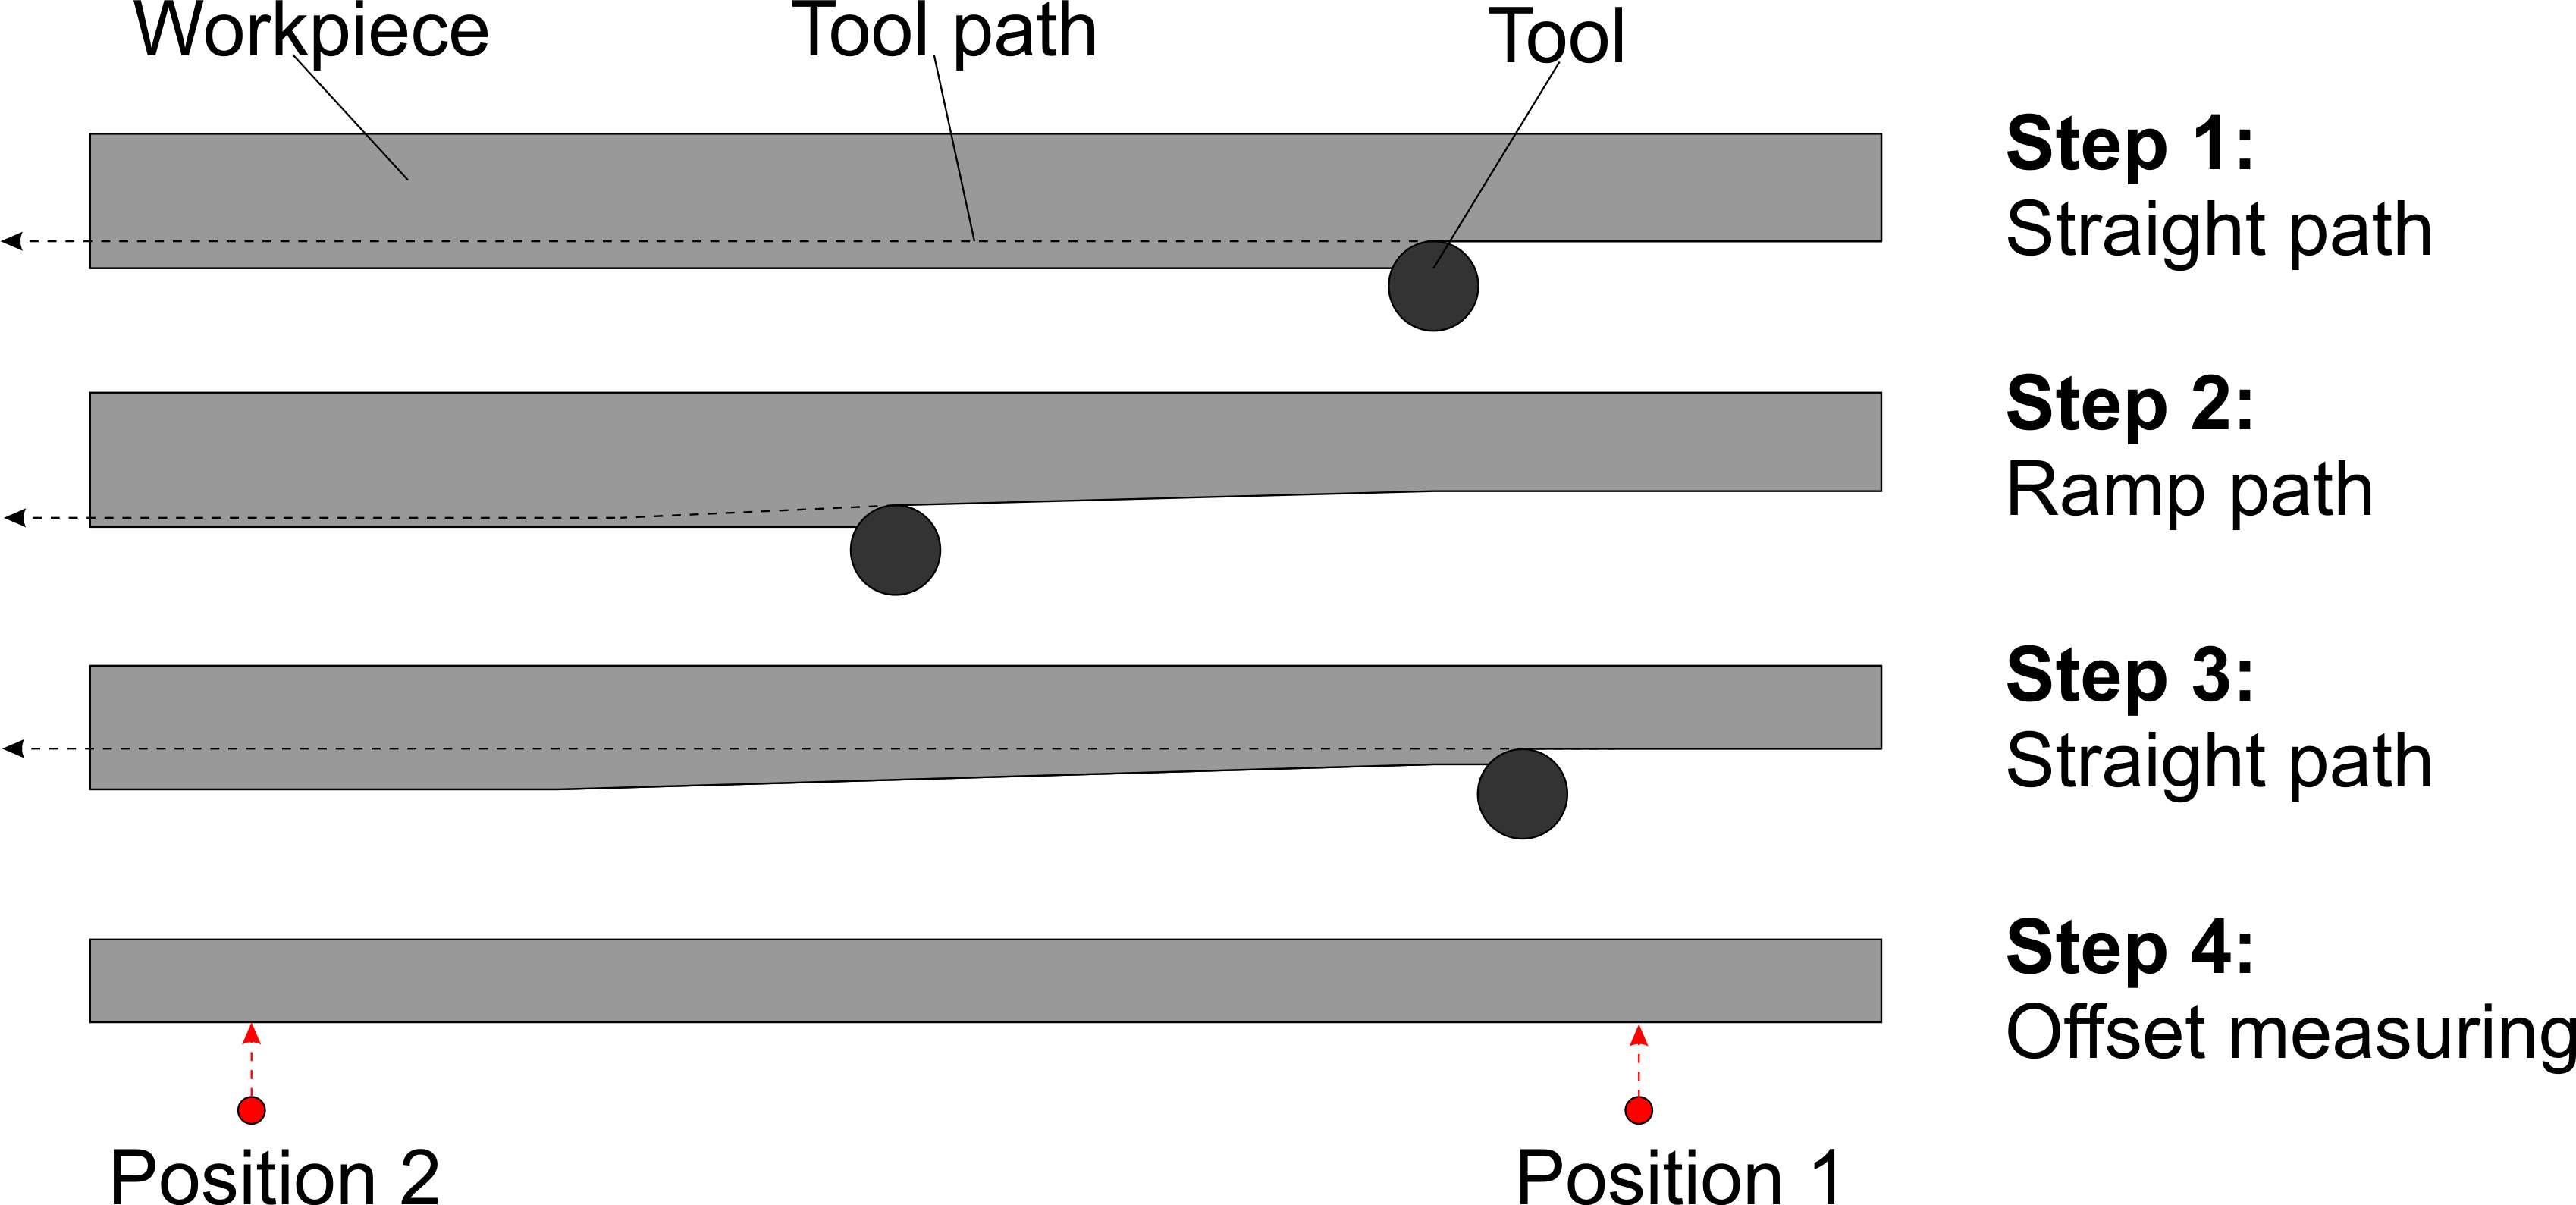 Workpiece
Tool path
Tool
Step 1:
Straight path
Step 2:
Ramp path
Step 3:
Straight path
Step 4:
Offset measuring
Position 2
Position 1